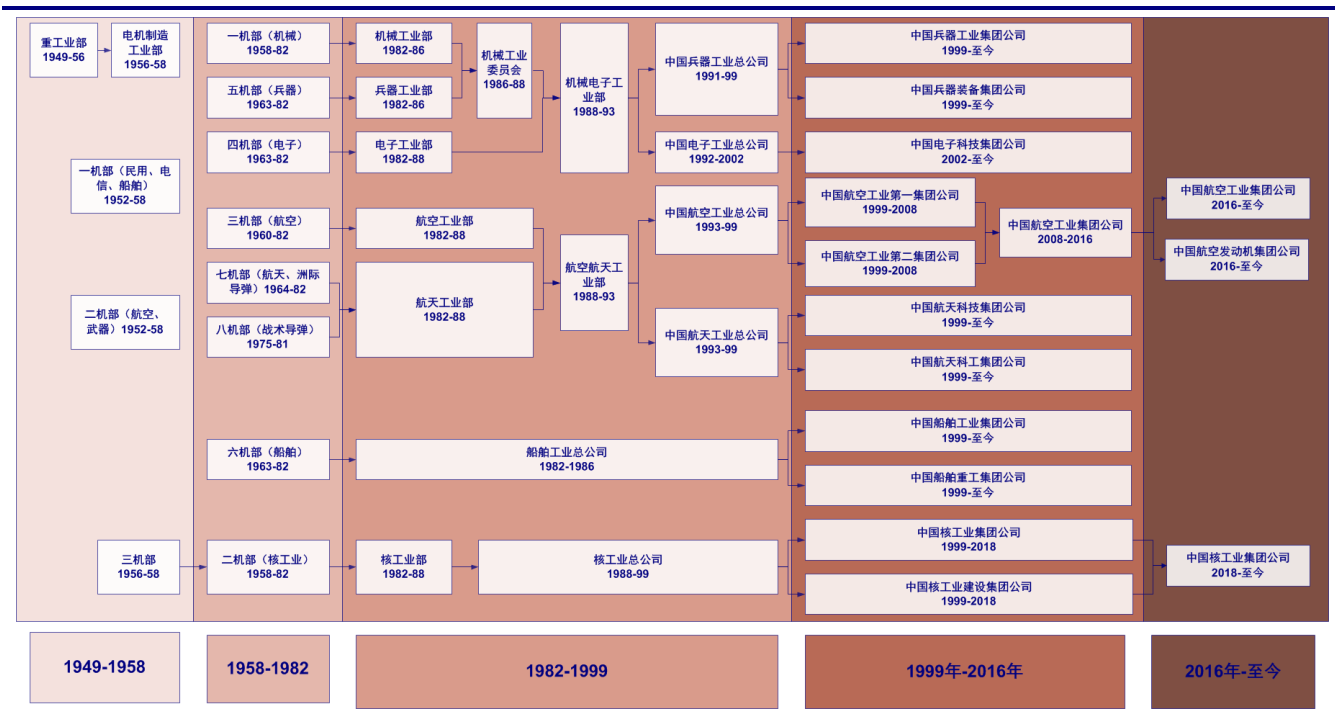 重工业部
1949-56
电机制造
工业部
1956-58
一机部（民用、电
信、船舶）
1952-58
二机部（航空、
武器）1952-58
三机部
1956-58
一机部（机械）
1958-82
五机部（兵器）
1963-82
四机部（电子）
1963-82
三机部（航空）
1960-82
七机部（航天、洲际
导弹）1964-82
八机部（战术导弹）
1975-81
六机部（船舶）
1963-82
二机部（核工业）
1958-82
机械工业部
1982-86
兵器工业部
1982-86
电子工业部
1982-88
机械工业
委员会
1986-88
机械电子工
业部
1988-93
航空工业部
1982-88
航天工业部
1982-88
航空航天工
业部
1988-93
中国兵器工业总公司
1991-99
中国电子工业总公司
1992-2002
中国航空工业总公司
1993-99
中国航天工业总公司
1993-99
船舶工业总公司
1982-1986
核工业部
1982-88
核工业总公司
1988-99
中国兵器工业集团公司
1999-至今
中国兵器装备集团公司
1999-至今
中国电子科技集团公司
2002-至今
中国航空工业第一集团公司
1999-2008
中国航空工业第二集团公司
1999-2008
中国航空工业集团公司
2008-2016
中国航天科技集团公司
1999-至今
中国航天科工集团公司
1999-至今
中国船舶工业集团公司
1999-至今
中国船舶重工集团公司
1999-至今
中国核工业集团公司
1999-2018
中国核工业建设集团公司
1999-2018
中国航空工业集团公司
2016-至今
中国航空发动机集团公司
2016-至今
中国核工业集团公司
2018-至今
1949-1958
1958-1982
1982-1999
1999年-2016年
2016年-至今